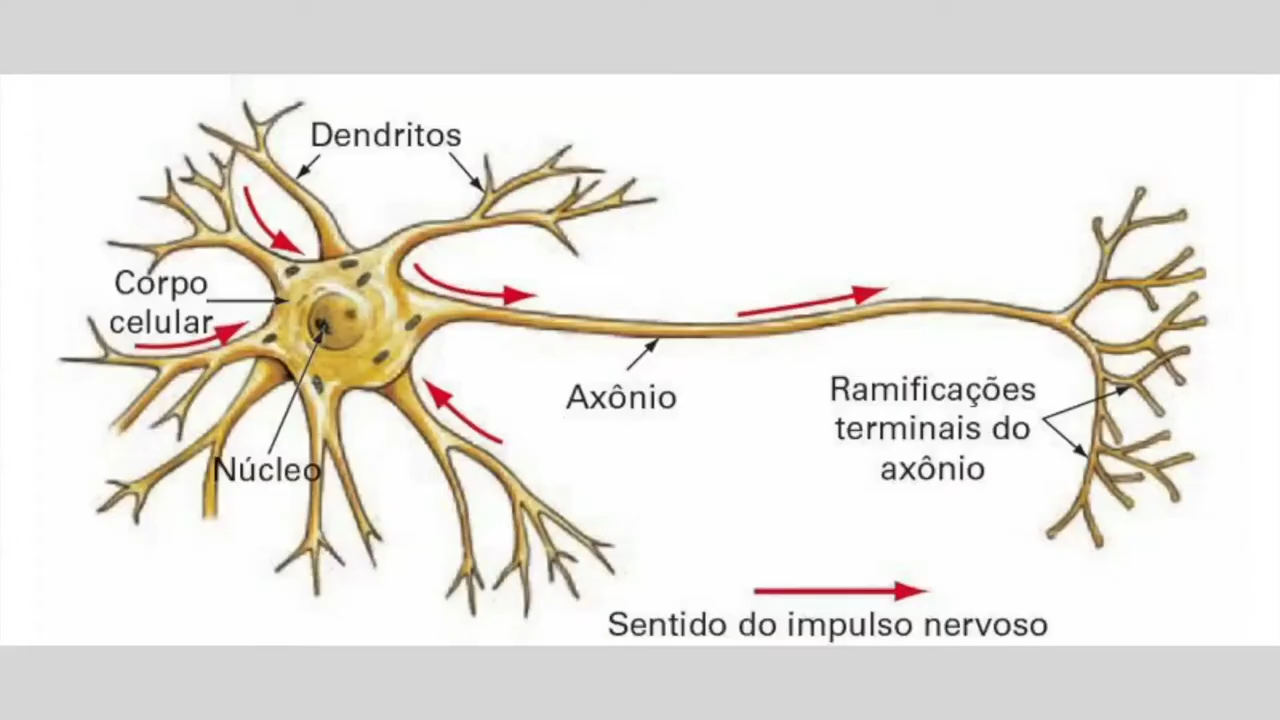 Dendritos
Corpo
celular
Núcleo
Axônio
Ramificações
terminais do
axônio
Sentido do impulso nervoso